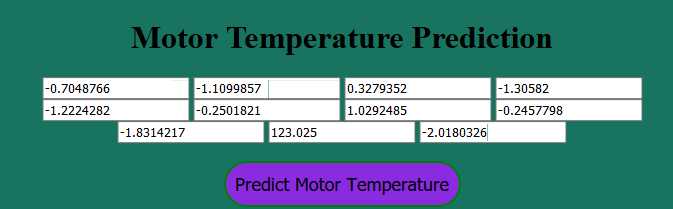 Motor Temperature Prediction
-0.7048766 -1.1099857 0.3279352 -1.30582
-1.2224282 -0.2501821 1.0292485 -0.2457798
-1.8314217 123.025 -2.0180326
Predict Motor Temperature